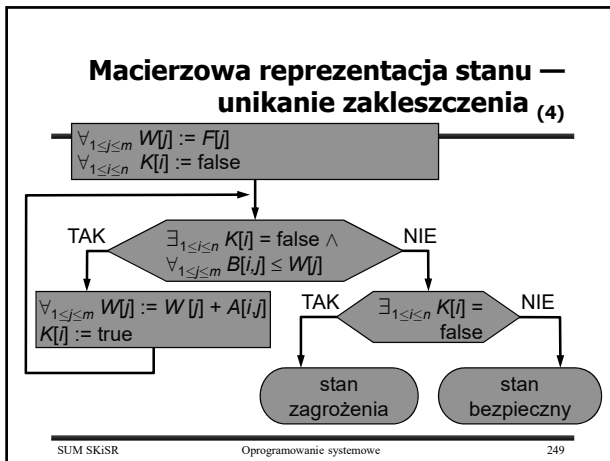 Macierzowa reprezentacja stanu —
unikanie zakleszczenia (4)
∀1≤j≤m W[j] := F[j]
∀1≤i≤n K[i] := false
TAK
∃1≤i≤n K[i] = false ∧
∀1≤j≤m B[i,j] ≤ W[j]
NIE
∀1≤j≤m W[j] := W [j] + A[i,j]
K[i] := true
TAK
∃1≤i≤n K[i] =
false
NIE
stan
zagrożenia
stan
bezpieczny
SUM SKiSR Oprogramowanie systemowe 249